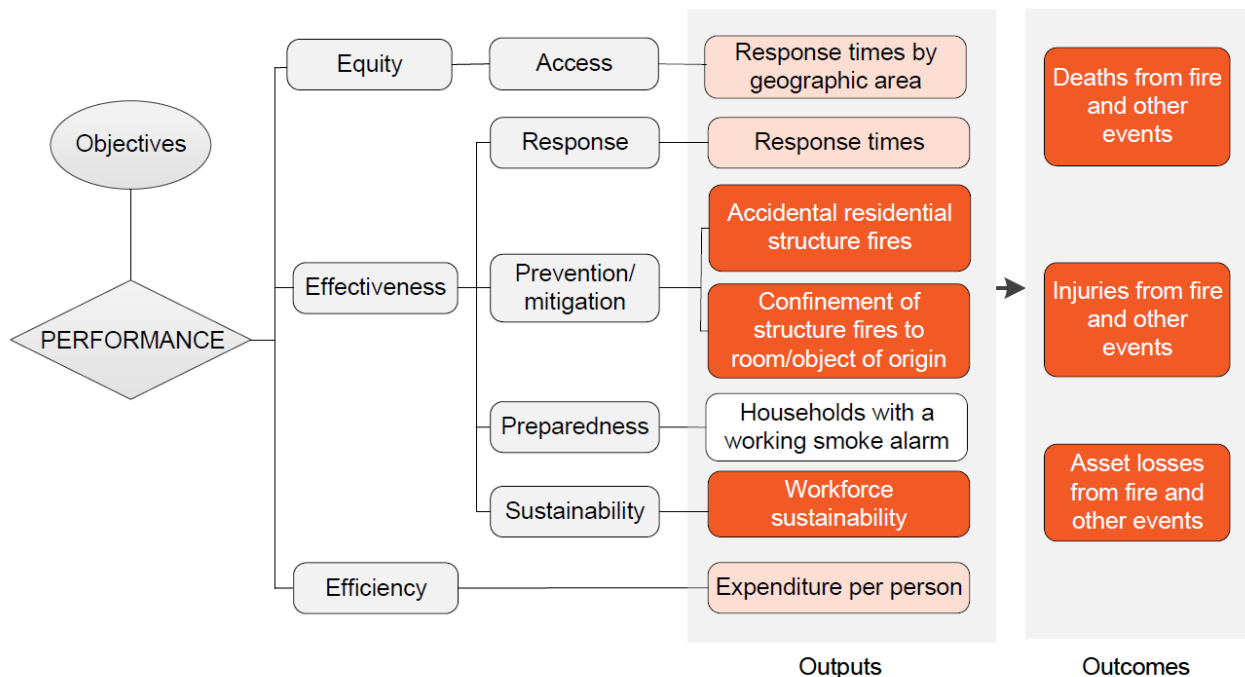 Objectives
PERFORMANCE
Equity
Access
Response times by
geographic area
Effectiveness
Response
Response times
Prevention/
mitigation
Accidental residential
structure fires
Confinement of
structure fires to
room/object of origin
Preparedness
Households with a
working smoke alarm
Sustainability
Workforce
sustainability
Efficiency
Expenditure per person
Outputs
Deaths from fire
and other
events
Injuries from fire
and other
events
Asset losses
from fire and
other events
Outcomes